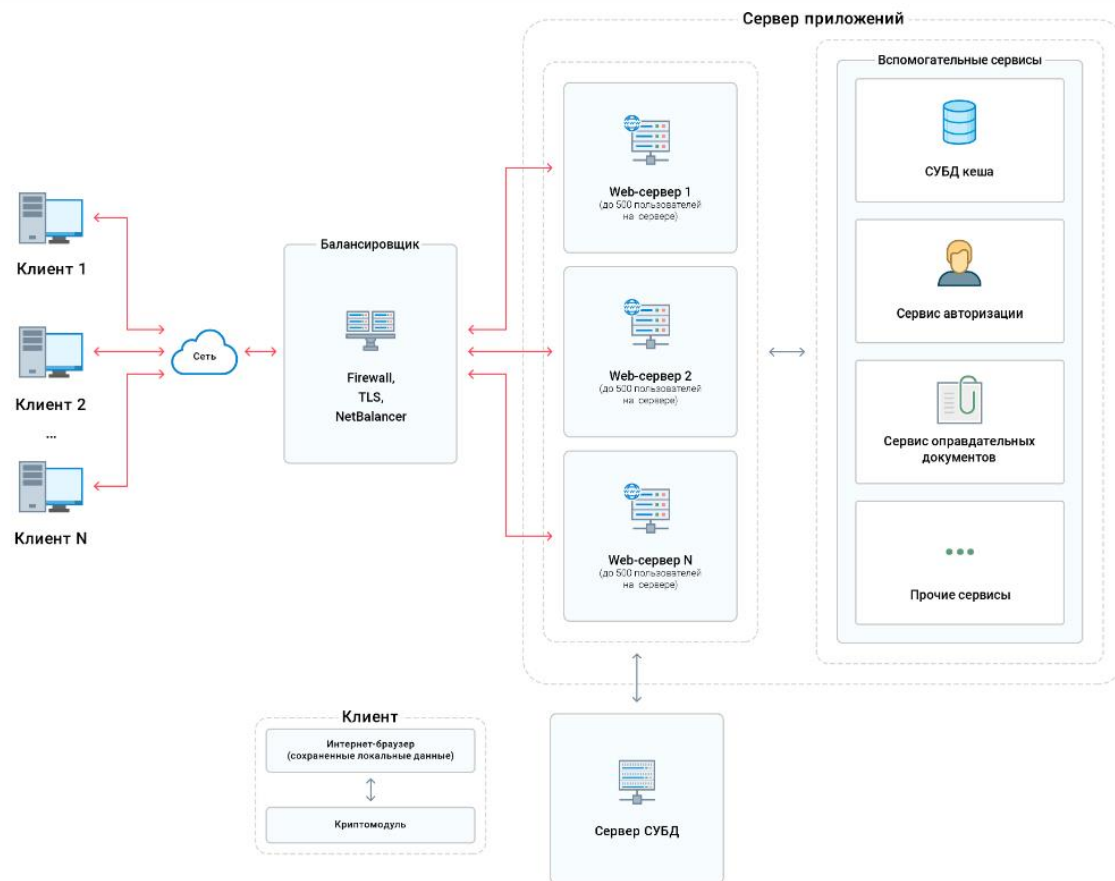 Сервер приложений
Вспомогательные сервисы
СУБД кеша
Сервис авторизации
Сервис оправдательных
документов
Прочие сервисы
Web-сервер 1
(до 500 пользователей
на сервере)
Web-сервер 2
(до 500 пользователей
на сервере)
Web-сервер N
(до 500 пользователей
на сервере)
Клиент 1
Клиент 2
...
Клиент N
Сеть
Балансировщик
Firewall,
TLS,
NetBalancer
Клиент
Интернет-браузер
(сохраненные локальные данные)
Криптомодуль
Сервер СУБД